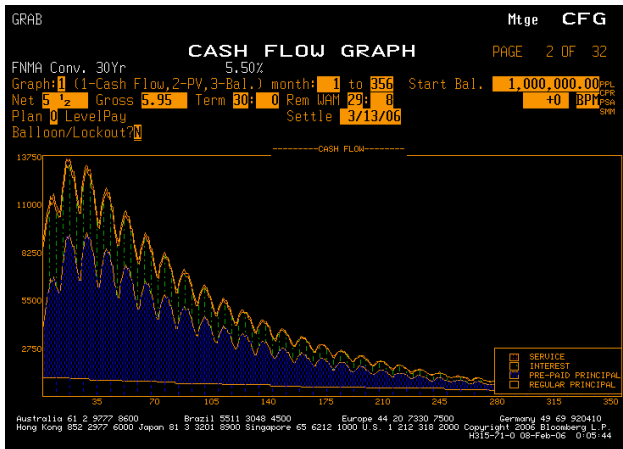 GRAB Mtge CFG
CASH FLOW GRAPH PAGE 2 OF 32
FNMA Conv. 30Yr 5.50%
Graph:1 (1-Cash Flow,2-PV,3-Bal.) month: 1 to 356 Start Bal. 1,000,000.00 PPL
CPR
Net 5 1/2 Gross 5.95 Term 30: 0 Rem WAM 29: 8 +0 BPM PSA
SMM
Plan 0 LevelPay Settle 3/13/06
Balloon/Lockout?N
---------CASH FLOW--------
13750
11000
8250
5500
2750
SERVICE
INTEREST
PRE-PAID PRINCIPAL
REGULAR PRINCIPAL
35 70 105 140 175 210 245 280 315 350
Australia 61 2 9777 8600 Brazil 5511 3048 4500 Europe 44 20 7330 7500 Germany 49 69 920410
Hong Kong 852 2977 6000 Japan 81 3 3201 8900 Singapore 65 6212 1000 U.S. 1 212 318 2000 Copyright 2006 Bloomberg L.P.
H315-71-0 08-Feb-06 0:05:44